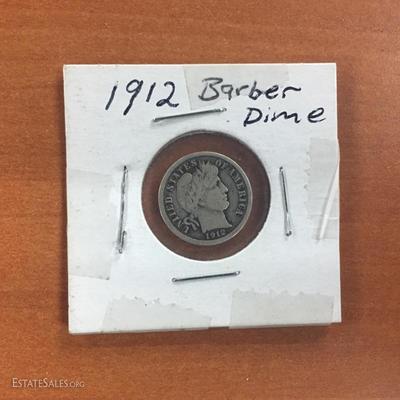 1912 Barber
Dime
UNITED STATES OF AMERICA
1912
ESTATESALES.ORG